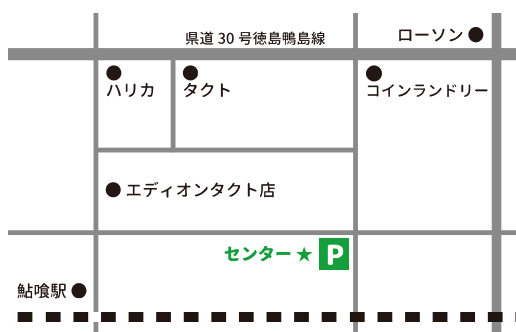 県道 30 号徳島鴨島線
ローソン
ハリカ
タクト
コインランドリー
エディオンタクト店
センター ★ P
鮎喰駅